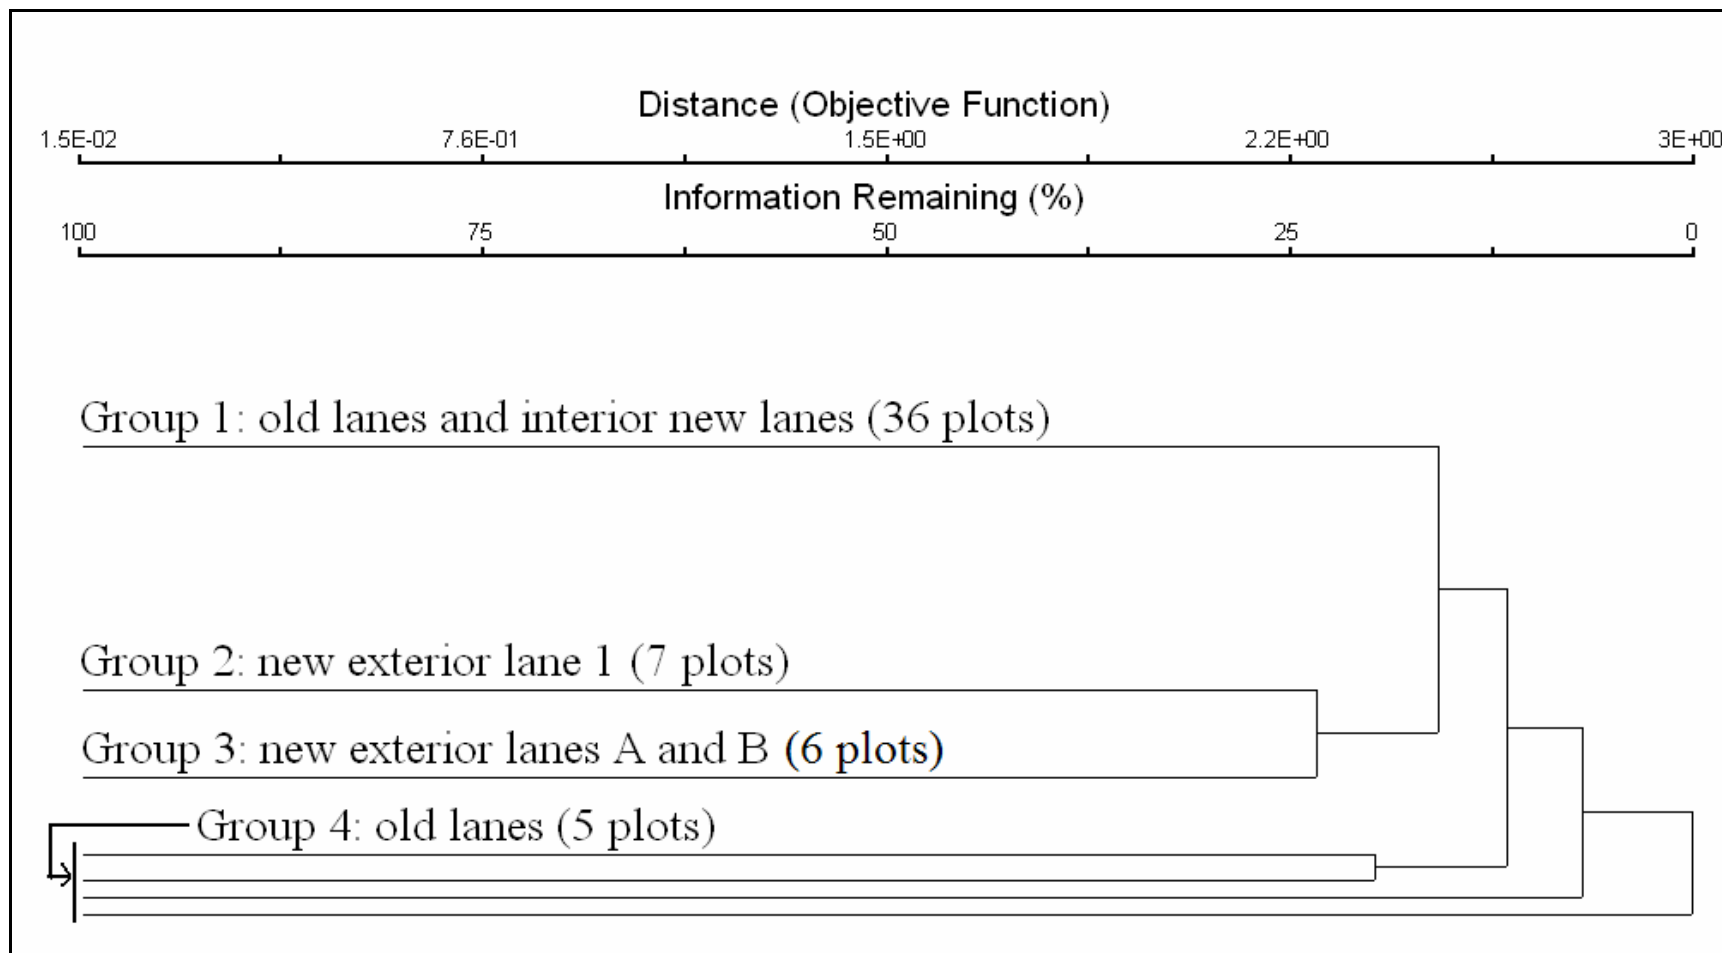 Distance (Objective Function)
1.5E-02 7.6E-01 1.5E+00 2.2E+00 3E+00
Information Remaining (%)
100 75 50 25 0
Group 1: old lanes and interior new lanes (36 plots)
Group 2: new exterior lane 1 (7 plots)
Group 3: new exterior lanes A and B (6 plots)
Group 4: old lanes (5 plots)